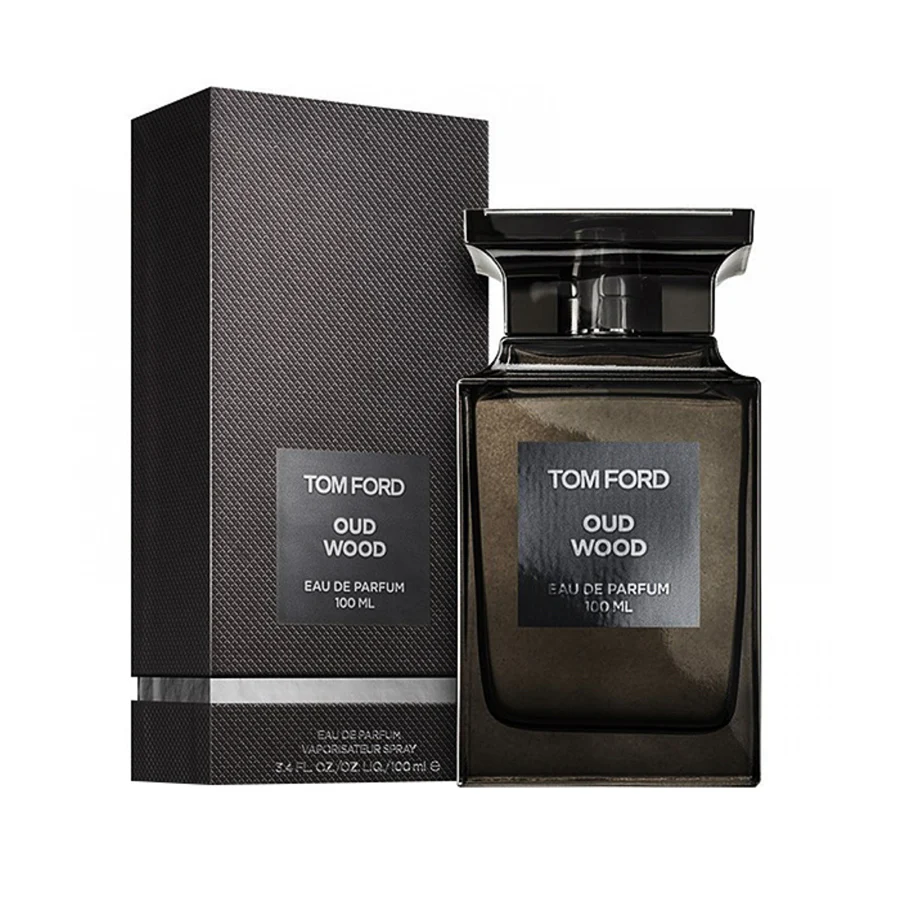 TOM FORD
OUD
WOOD
EAU DE PARFUM
100 ML
EAU DE PARFUM
VAPORISATEUR SPRAY
3.4 FL. OZ./OZ. LIQ./100 ml ℮
TOM FORD
OUD
WOOD
EAU DE PARFUM
100 ML